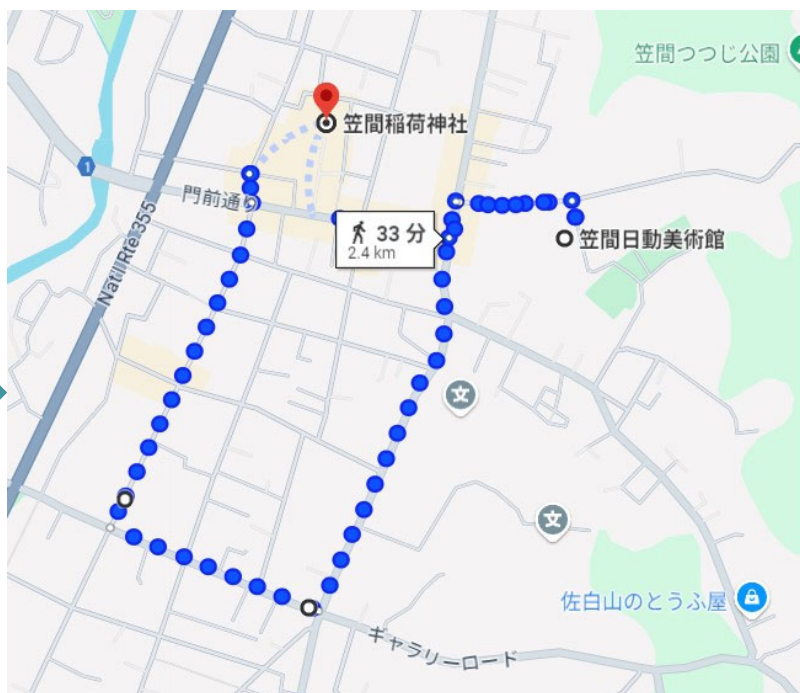 笠間つつじ公園
笠間稲荷神社
1
門前通り
33 分
2.4 km
笠間日動美術館
Nat'l Rte 355
文
文
佐白山のとうふ屋
ギャラリーロード